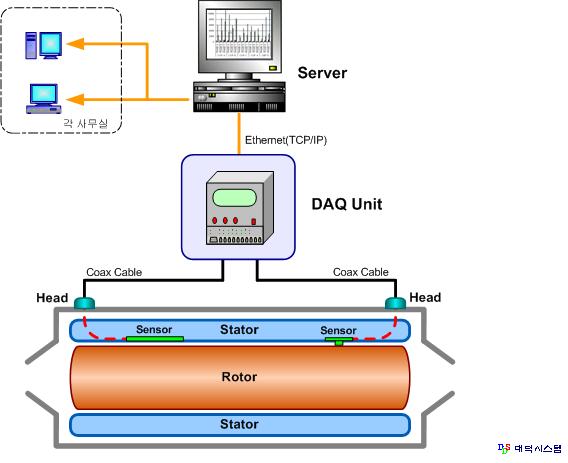 Server
각 사무실
Ethernet(TCP/IP)
DAQ Unit
Coax Cable
Coax Cable
Head
Head
Sensor
Stator
Sensor
Rotor
Stator
DDS 대덕시스템